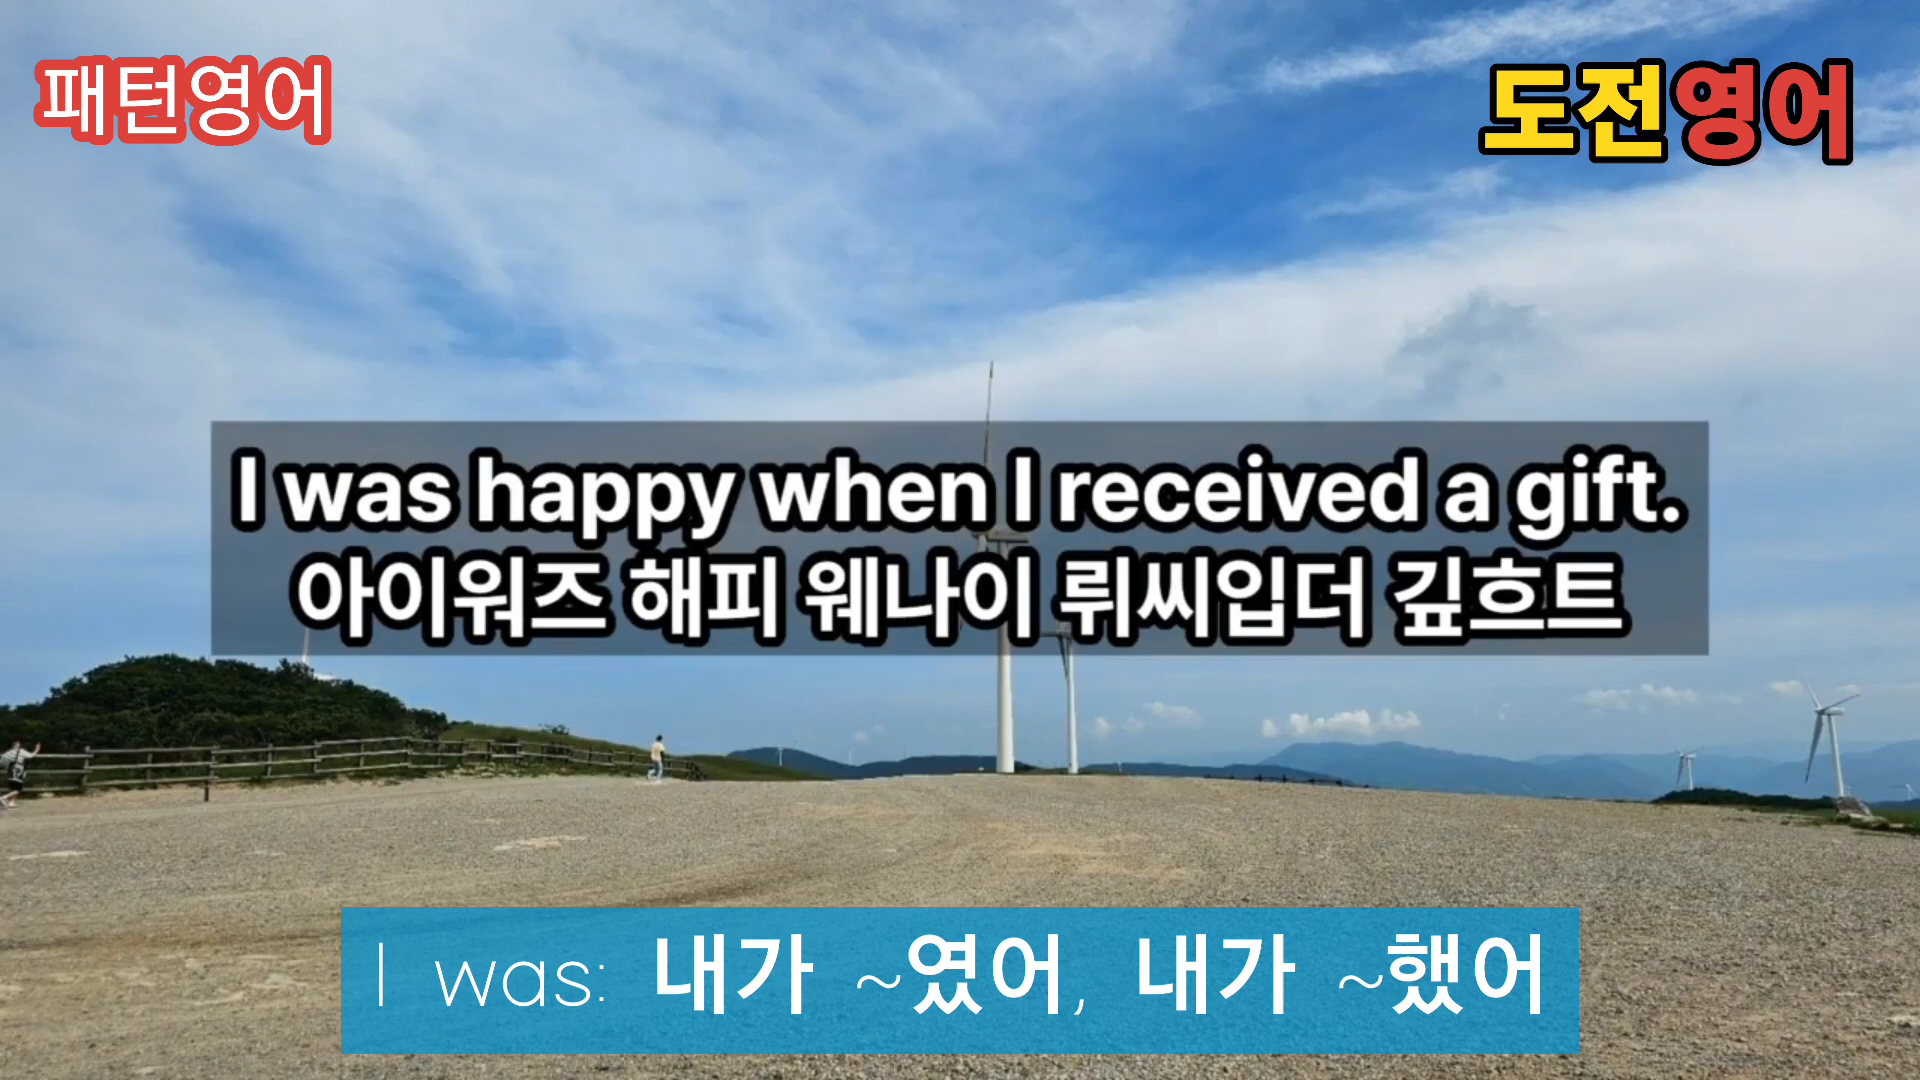 패턴영어
도전영어
I was happy when I received a gift.
아이워즈 해피 웨나이 뤼씨입더 깊흐트
I was: 내가 ~였어, 내가 ~했어